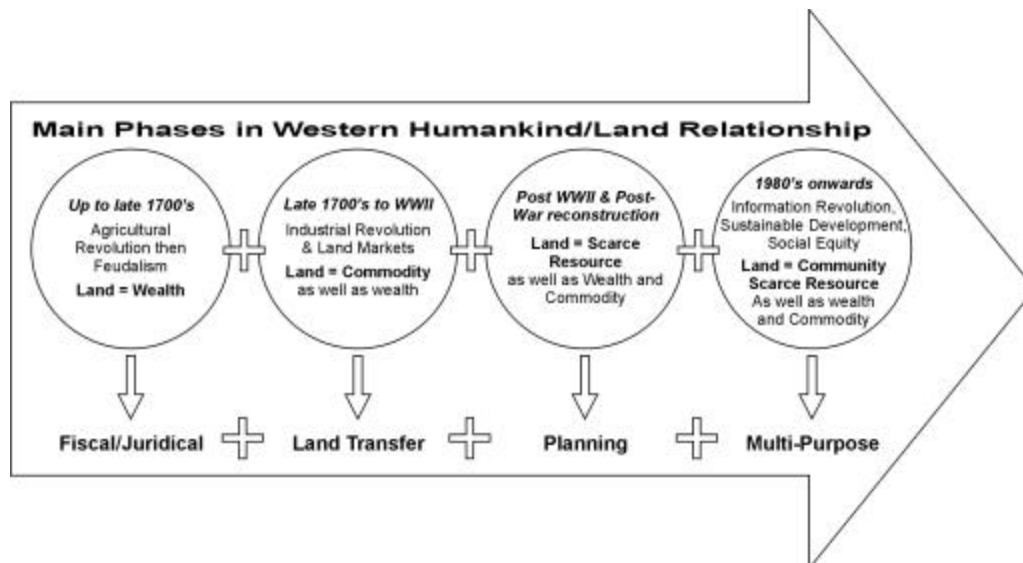 Main Phases in Western Humankind/Land Relationship
Up to late 1700's
Agricultural
Revolution then
Feudalism
Land = Wealth
Late 1700's to WWII
Industrial Revolution
& Land Markets
Land = Commodity
as well as wealth
Post WWII & Post-
War reconstruction
Land = Scarce
Resource
as well as Wealth and
Commodity
1980's onwards
Information Revolution,
Sustainable Development,
Social Equity
Land = Community
Scarce Resource
As well as wealth
and Commodity
Fiscal/Juridical
Land Transfer
Planning
Multi-Purpose